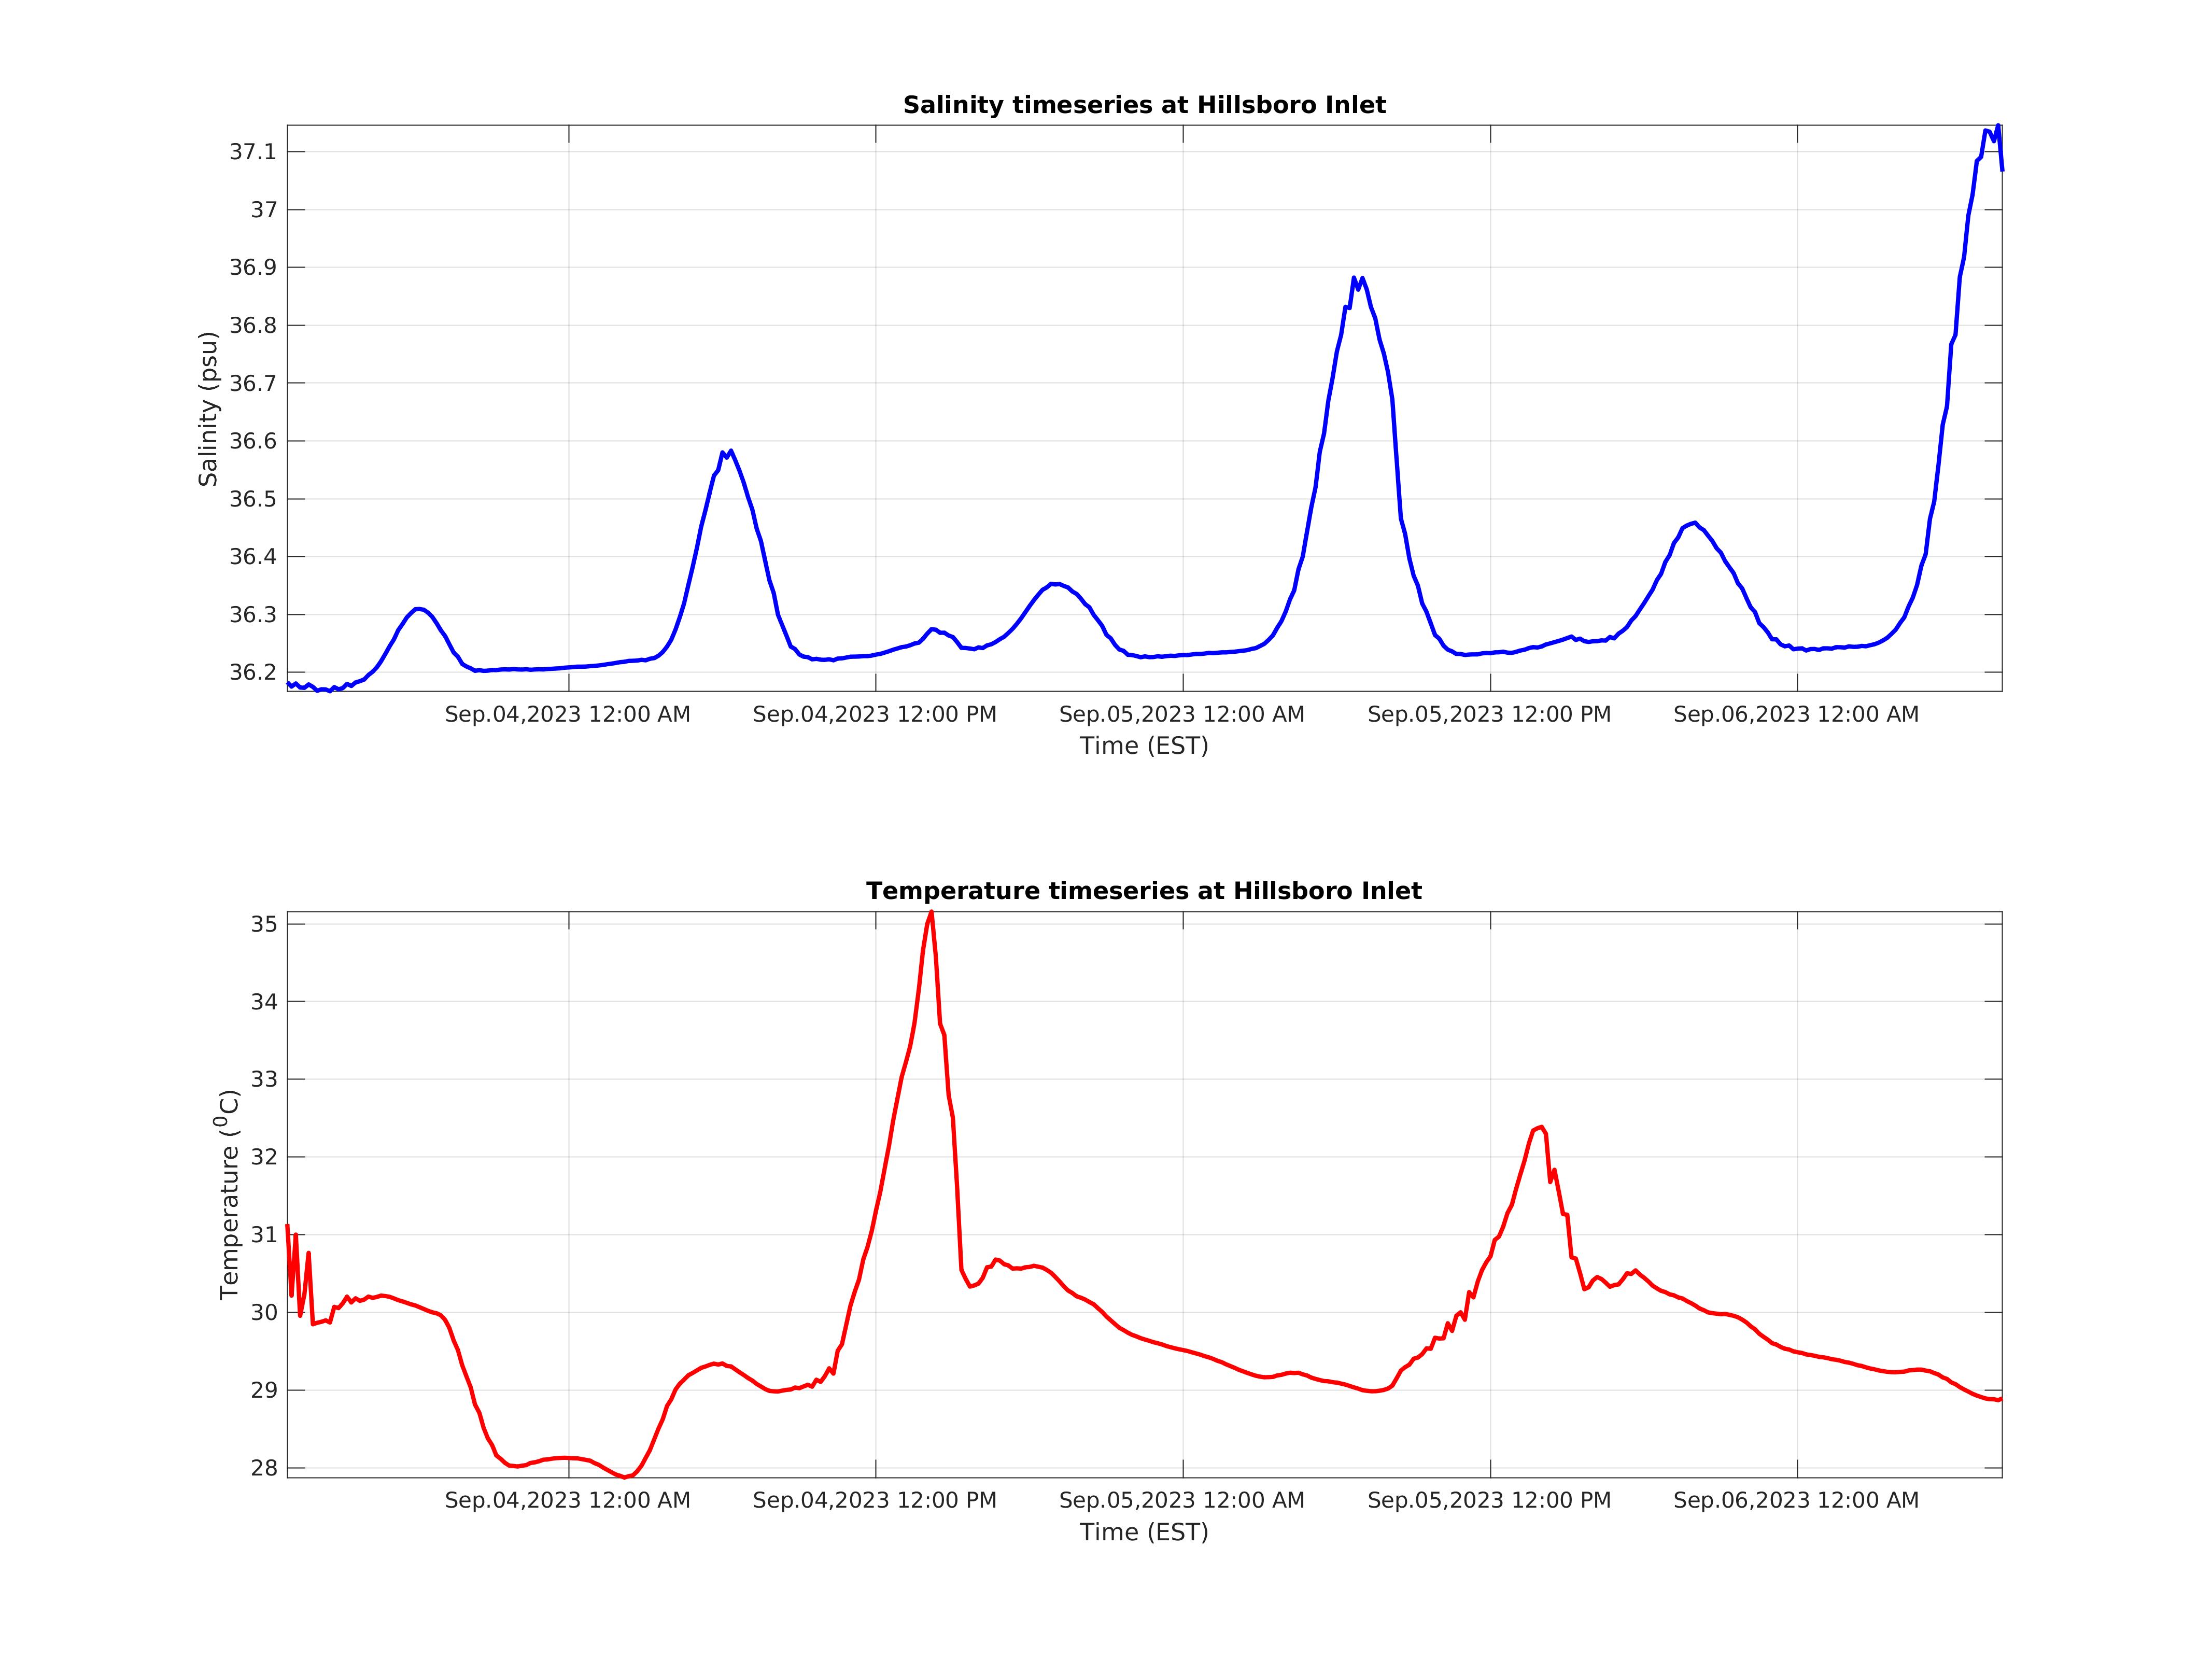 Salinity timeseries at Hillsboro Inlet
37.1
37
36.9
36.8
36.7
36.6
36.5
36.4
36.3
36.2
Salinity (psu)
Sep.04,2023 12:00 AM Sep.04,2023 12:00 PM Sep.05,2023 12:00 AM Sep.05,2023 12:00 PM Sep.06,2023 12:00 AM
Time (EST)
Temperature timeseries at Hillsboro Inlet
35
34
33
32
31
30
29
28
Temperature (⁰C)
Sep.04,2023 12:00 AM Sep.04,2023 12:00 PM Sep.05,2023 12:00 AM Sep.05,2023 12:00 PM Sep.06,2023 12:00 AM
Time (EST)